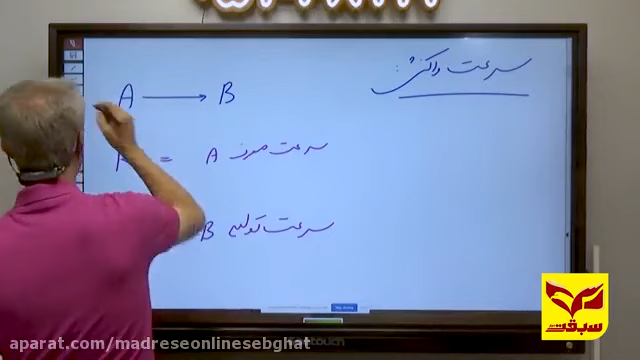 سرعت واکنش :
A → B
= سرعت مصرف A
سرعت تولید B
سبقت
aparat.com/madreseonlinesebghat